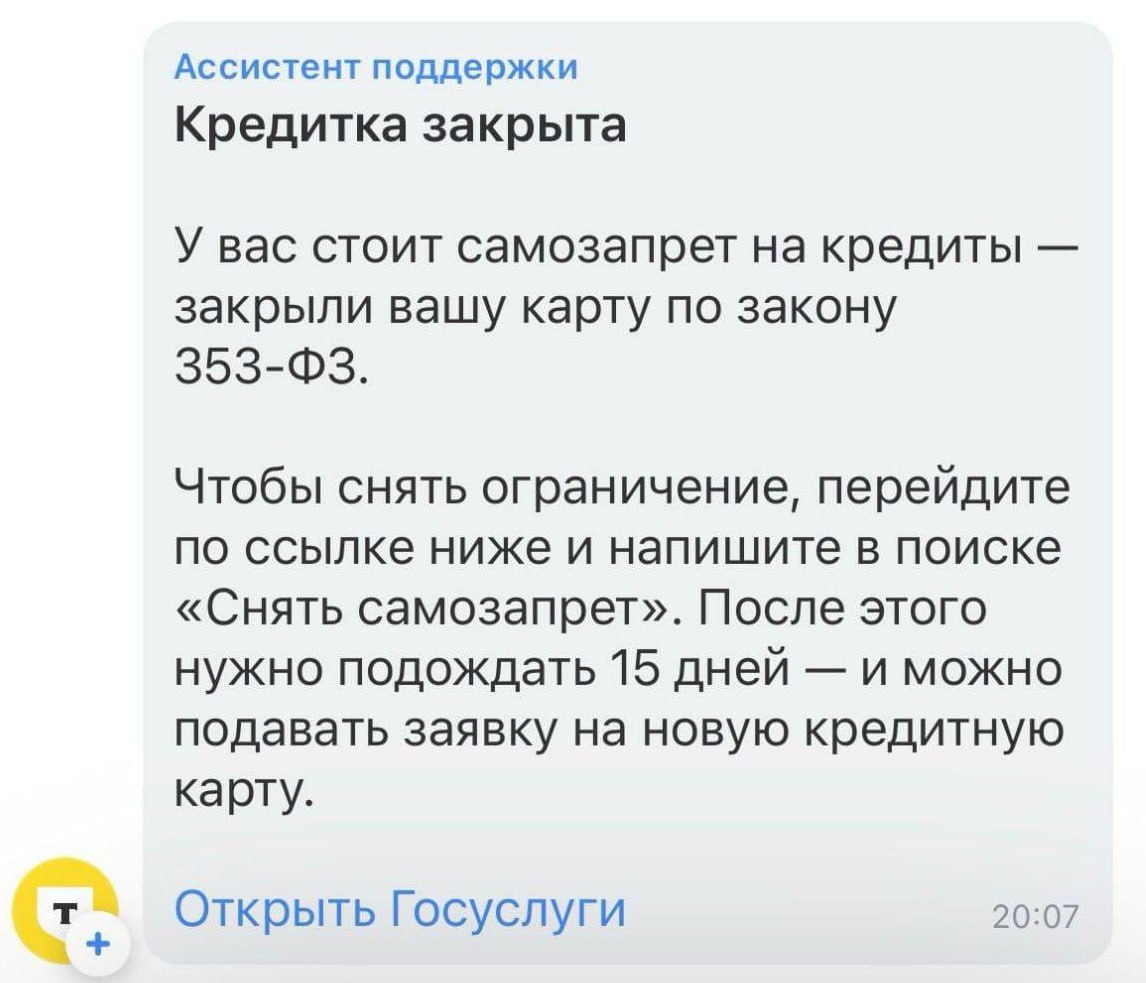 Ассистент поддержки
Кредитка закрыта
У вас стоит самозапрет на кредиты —
закрыли вашу карту по закону
353-ФЗ.
Чтобы снять ограничение, перейдите
по ссылке ниже и напишите в поиске
«Снять самозапрет». После этого
нужно подождать 15 дней — и можно
подавать заявку на новую кредитную
карту.
Открыть Госуслуги
20:07
Т
+